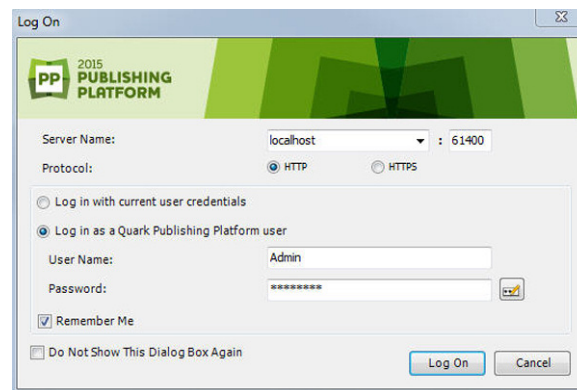 Log On
2015
PP PUBLISHING
PLATFORM
Server Name: localhost : 61400
Protocol: HTTP HTTPS
Log in with current user credentials
Log in as a Quark Publishing Platform user
User Name: Admin
Password: ********
Remember Me
Do Not Show This Dialog Box Again
Log On Cancel